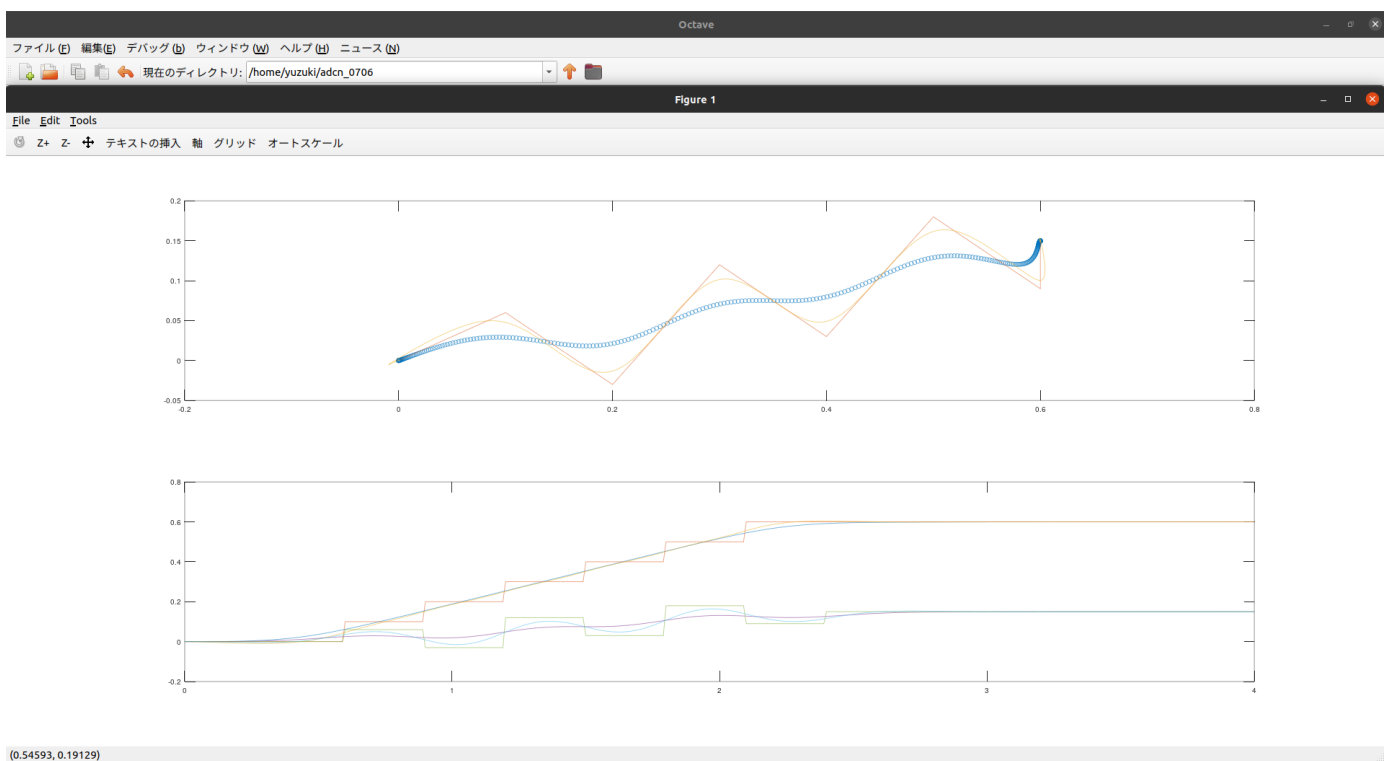 Octave
ファイル(F) 編集(E) デバッグ(b) ウィンドウ(W) ヘルプ(H) ニュース(N)
現在のディレクトリ: /home/yuzuki/adcn_0706
Figure 1
File Edit Tools
Z+ Z- テキストの挿入 軸 グリッド オートスケール
0.2
0.15
0.1
0.05
0
-0.05
-0.2 0 0.2 0.4 0.6 0.8
0.8
0.6
0.4
0.2
0
-0.2
0 1 2 3 4
(0.54593, 0.19129)